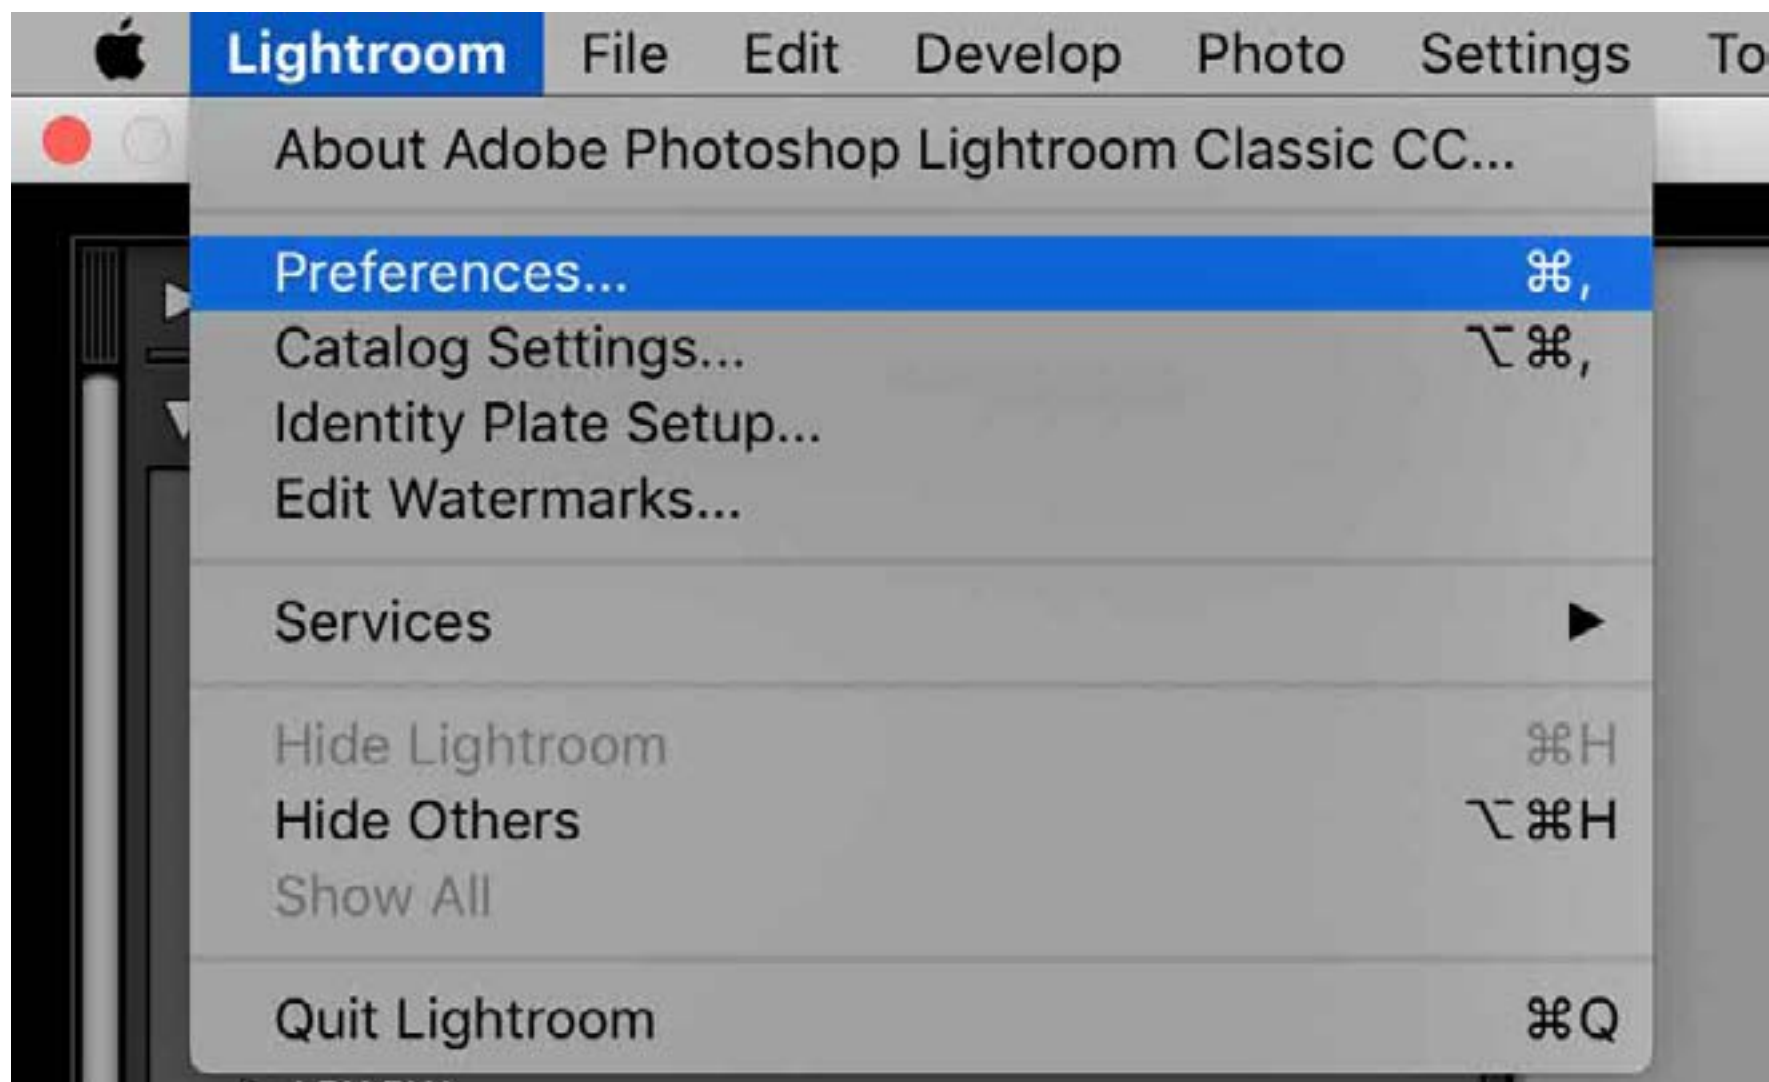 Lightroom File Edit Develop Photo Settings To
About Adobe Photoshop Lightroom Classic CC...
Preferences... ⌘,
Catalog Settings... ⌥⌘,
Identity Plate Setup...
Edit Watermarks...
Services ▶
Hide Lightroom ⌘H
Hide Others ⌥⌘H
Show All
Quit Lightroom ⌘Q